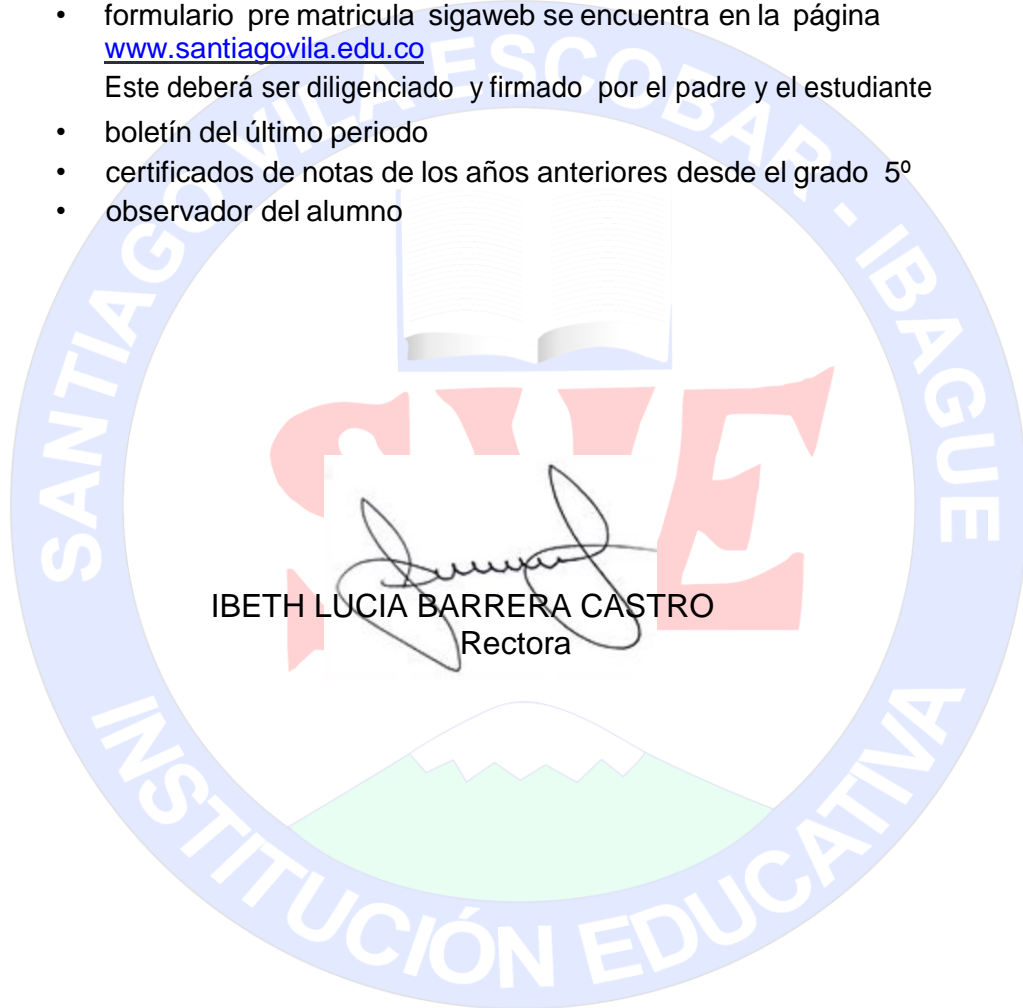 • formulario pre matricula sigaweb se encuentra en la página
www.santiagovila.edu.co
Este deberá ser diligenciado y firmado por el padre y el estudiante
• boletín del último periodo
• certificados de notas de los años anteriores desde el grado 5º
• observador del alumno
SANTIAGO VILA ESCOBAR - IBAGUE
SVE
IBETH LUCIA BARRERA CASTRO
Rectora
INSTITUCIÓN EDUCATIVA